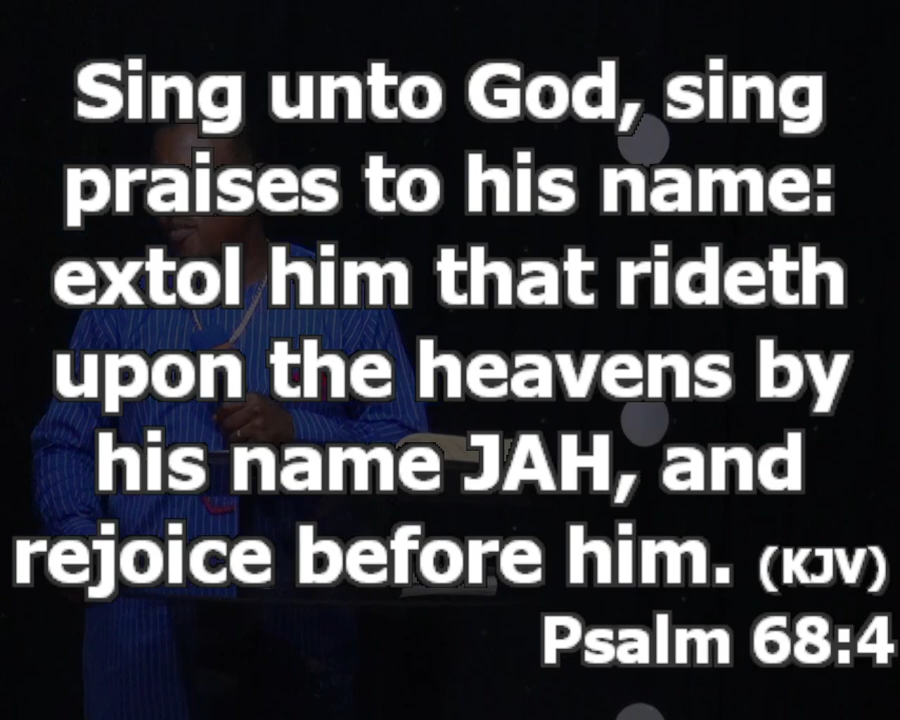 Sing unto God, sing
praises to his name:
extol him that rideth
upon the heavens by
his name JAH, and
rejoice before him. (KJV)
Psalm 68:4